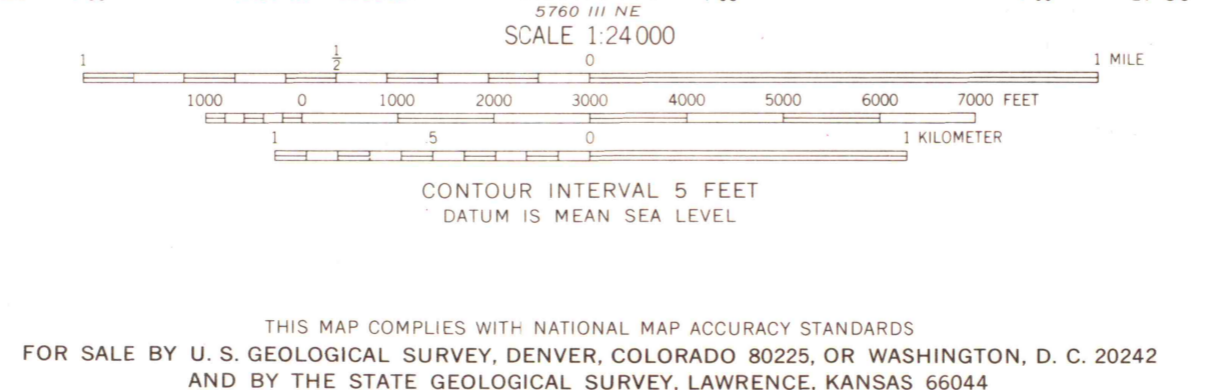 5760 III NE
SCALE 1:24 000
1 1/2 0 1 MILE
1000 0 1000 2000 3000 4000 5000 6000 7000 FEET
1 .5 0 1 KILOMETER
CONTOUR INTERVAL 5 FEET
DATUM IS MEAN SEA LEVEL
THIS MAP COMPLIES WITH NATIONAL MAP ACCURACY STANDARDS
FOR SALE BY U. S. GEOLOGICAL SURVEY, DENVER, COLORADO 80225, OR WASHINGTON, D. C. 20242
AND BY THE STATE GEOLOGICAL SURVEY, LAWRENCE, KANSAS 66044